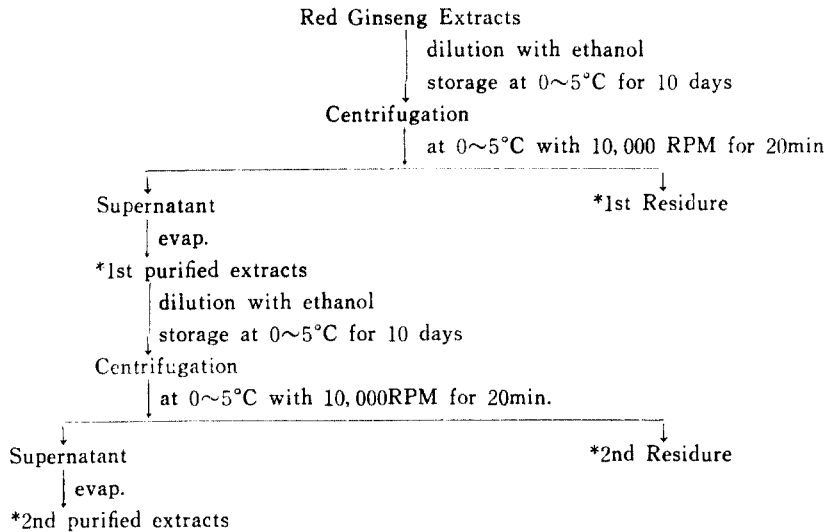 Red Ginseng Extracts
dilution with ethanol
storage at 0~5°C for 10 days
Centrifugation
at 0~5°C with 10,000 RPM for 20min
Supernatant
*1st Residure
evap.
*1st purified extracts
dilution with ethanol
storage at 0~5°C for 10 days
Centrifugation
at 0~5°C with 10,000RPM for 20min.
Supernatant
*2nd Residure
evap.
*2nd purified extracts